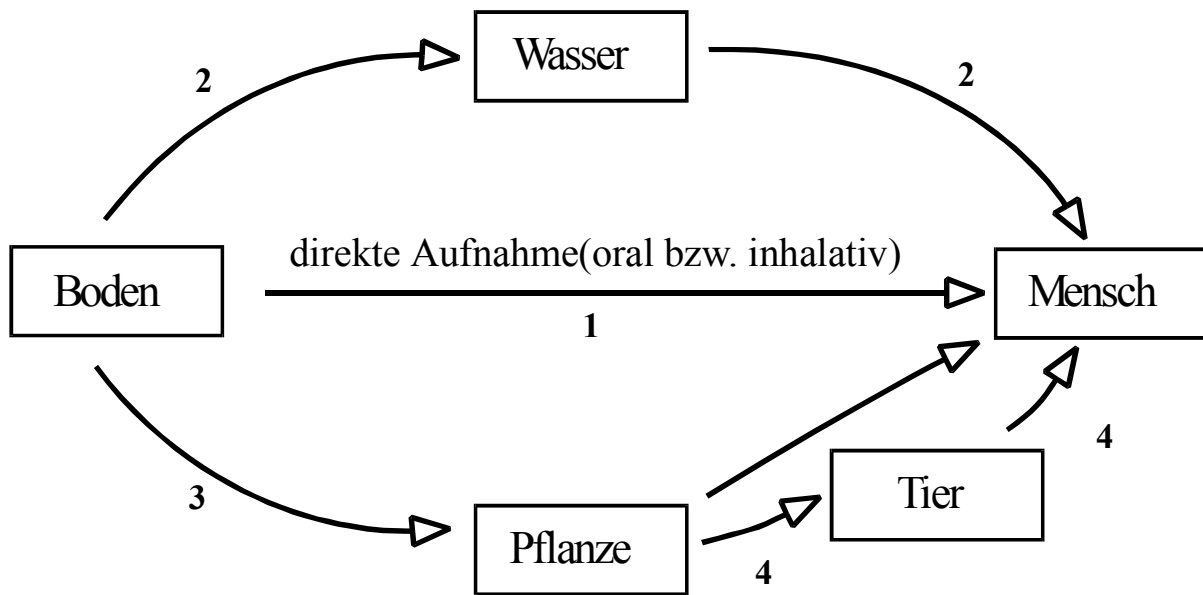 Wasser
2
2
direkte Aufnahme(oral bzw. inhalativ)
Boden
Mensch
1
4
3
Tier
Pflanze
4